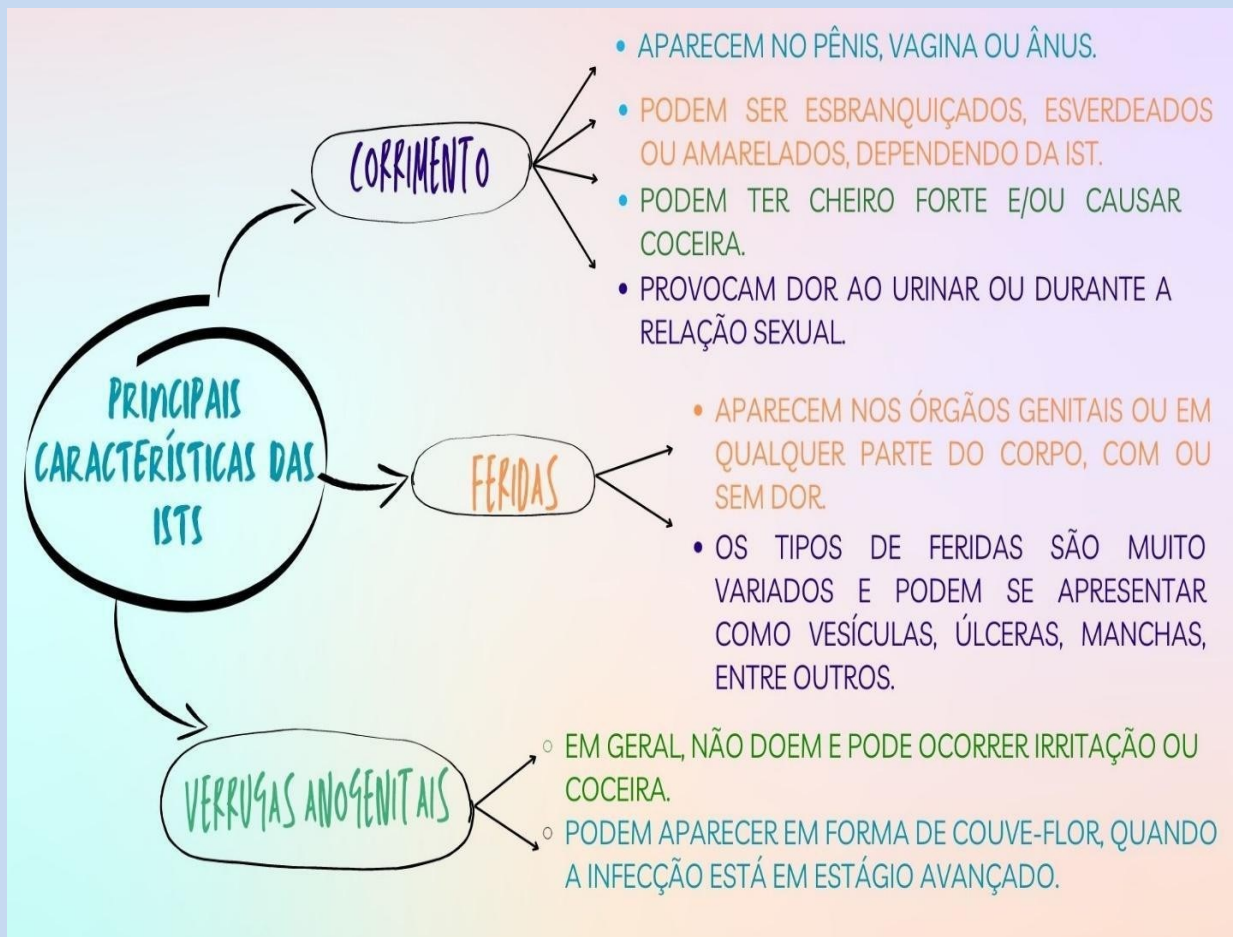 • APARECEM NO PÊNIS, VAGINA OU ÂNUS.
• PODEM SER ESBRANQUIÇADOS, ESVERDEADOS
OU AMARELADOS, DEPENDENDO DA IST.
CORRIMENTO
• PODEM TER CHEIRO FORTE E/OU CAUSAR
COCEIRA.
• PROVOCAM DOR AO URINAR OU DURANTE A
RELAÇÃO SEXUAL.
PRINCIPAIS
CARACTERÍSTICAS DAS
ISTS
FERIDAS
• APARECEM NOS ÓRGÃOS GENITAIS OU EM
QUALQUER PARTE DO CORPO, COM OU
SEM DOR.
• OS TIPOS DE FERIDAS SÃO MUITO
VARIADOS E PODEM SE APRESENTAR
COMO VESÍCULAS, ÚLCERAS, MANCHAS,
ENTRE OUTROS.
VERRUGAS ANOGENITAIS
○ EM GERAL, NÃO DOEM E PODE OCORRER IRRITAÇÃO OU
COCEIRA.
○ PODEM APARECER EM FORMA DE COUVE-FLOR, QUANDO
A INFECÇÃO ESTÁ EM ESTÁGIO AVANÇADO.